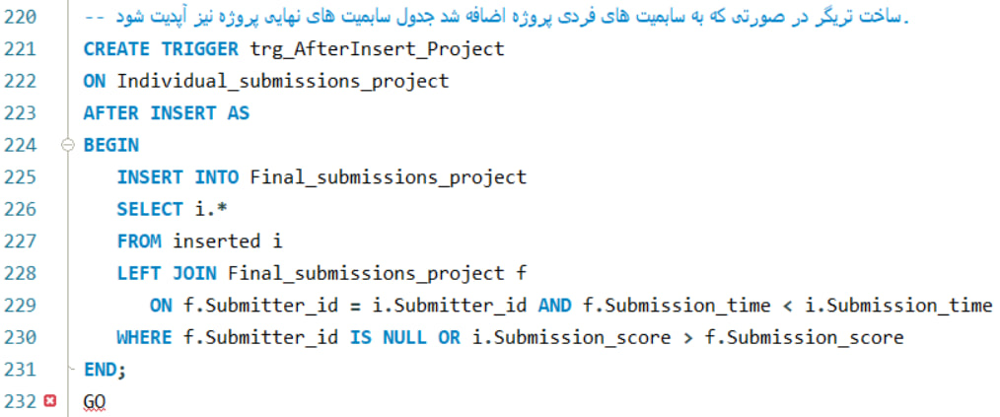 220 -- ساخت تریگر در صورتی که به سابمیت های فردی پروژه اضافه شد جدول سابمیت های نهایی پروژه نیز آپدیت شود.
221 CREATE TRIGGER trg_AfterInsert_Project
222 ON Individual_submissions_project
223 AFTER INSERT AS
224 BEGIN
225 INSERT INTO Final_submissions_project
226 SELECT i.*
227 FROM inserted i
228 LEFT JOIN Final_submissions_project f
229 ON f.Submitter_id = i.Submitter_id AND f.Submission_time < i.Submission_time
230 WHERE f.Submitter_id IS NULL OR i.Submission_score > f.Submission_score
231 END;
232 GO